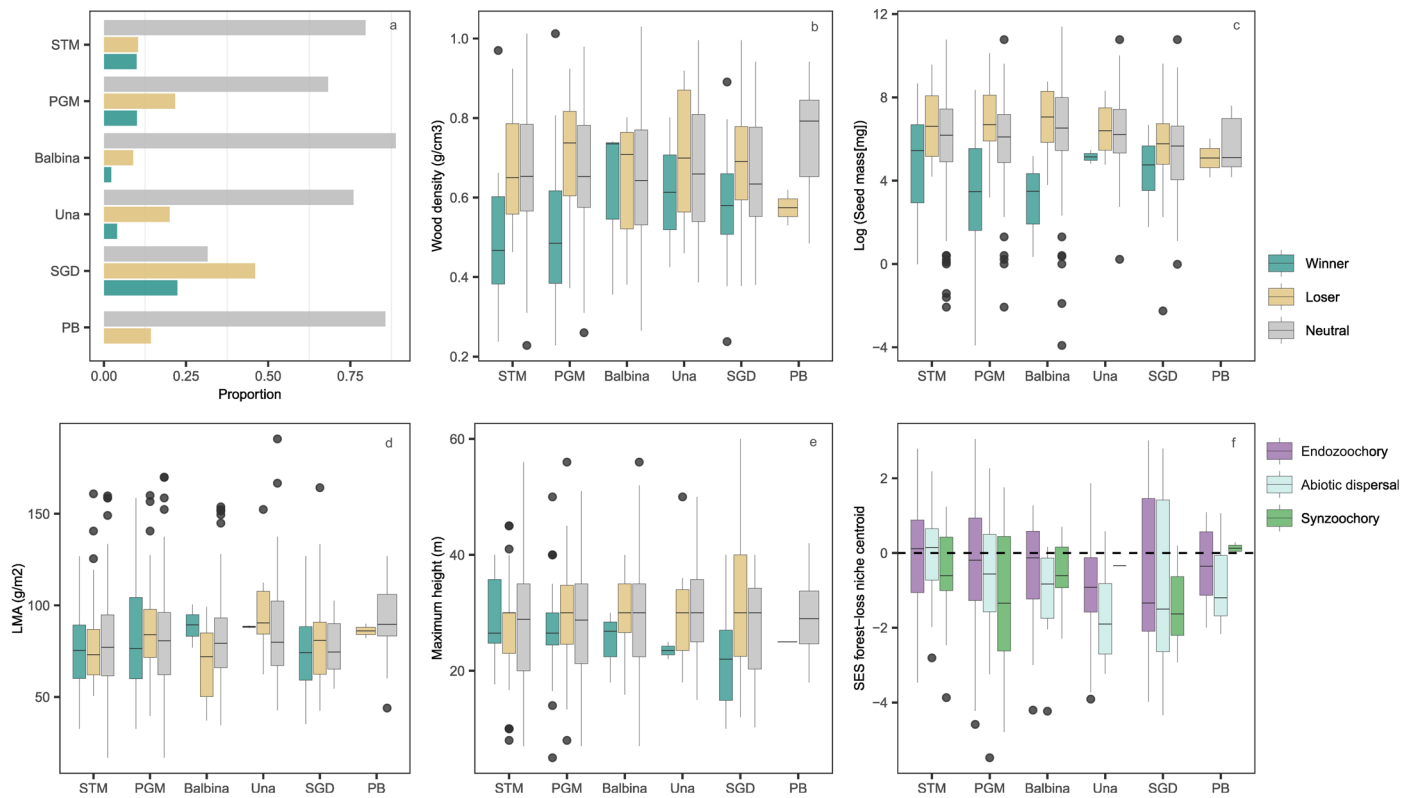 a
STM
PGM
Balbina
Una
SGD
PB
0.00 0.25 0.50 0.75
Proportion
b
Wood density (g/cm3)
1.0
0.8
0.6
0.4
0.2
STM PGM Balbina Una SGD PB
c
Log (Seed mass[mg])
12
8
4
0
−4
STM PGM Balbina Una SGD PB
Winner
Loser
Neutral
d
LMA (g/m2)
150
100
50
STM PGM Balbina Una SGD PB
e
Maximum height (m)
60
40
20
STM PGM Balbina Una SGD PB
f
SES forest−loss niche centroid
2
0
−2
−4
STM PGM Balbina Una SGD PB
Endozoochory
Abiotic dispersal
Synzoochory